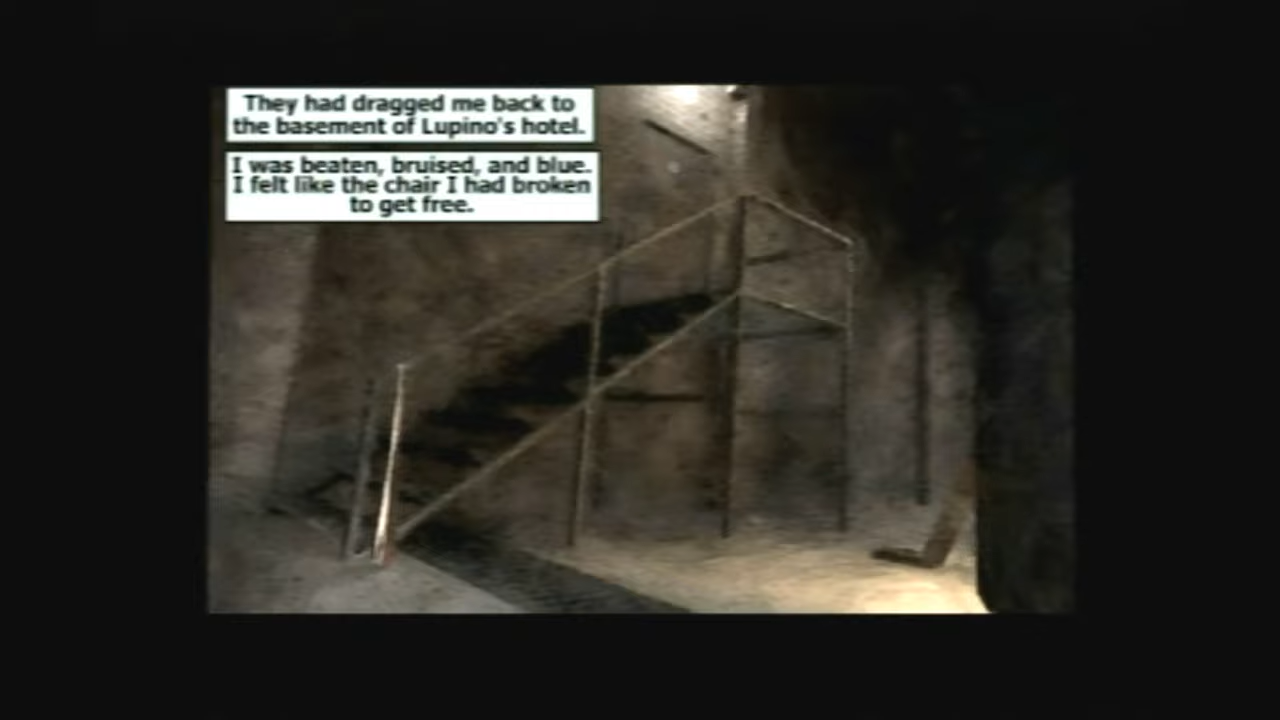 They had dragged me back to
the basement of Lupino's hotel.
I was beaten, bruised, and blue.
I felt like the chair I had broken
to get free.